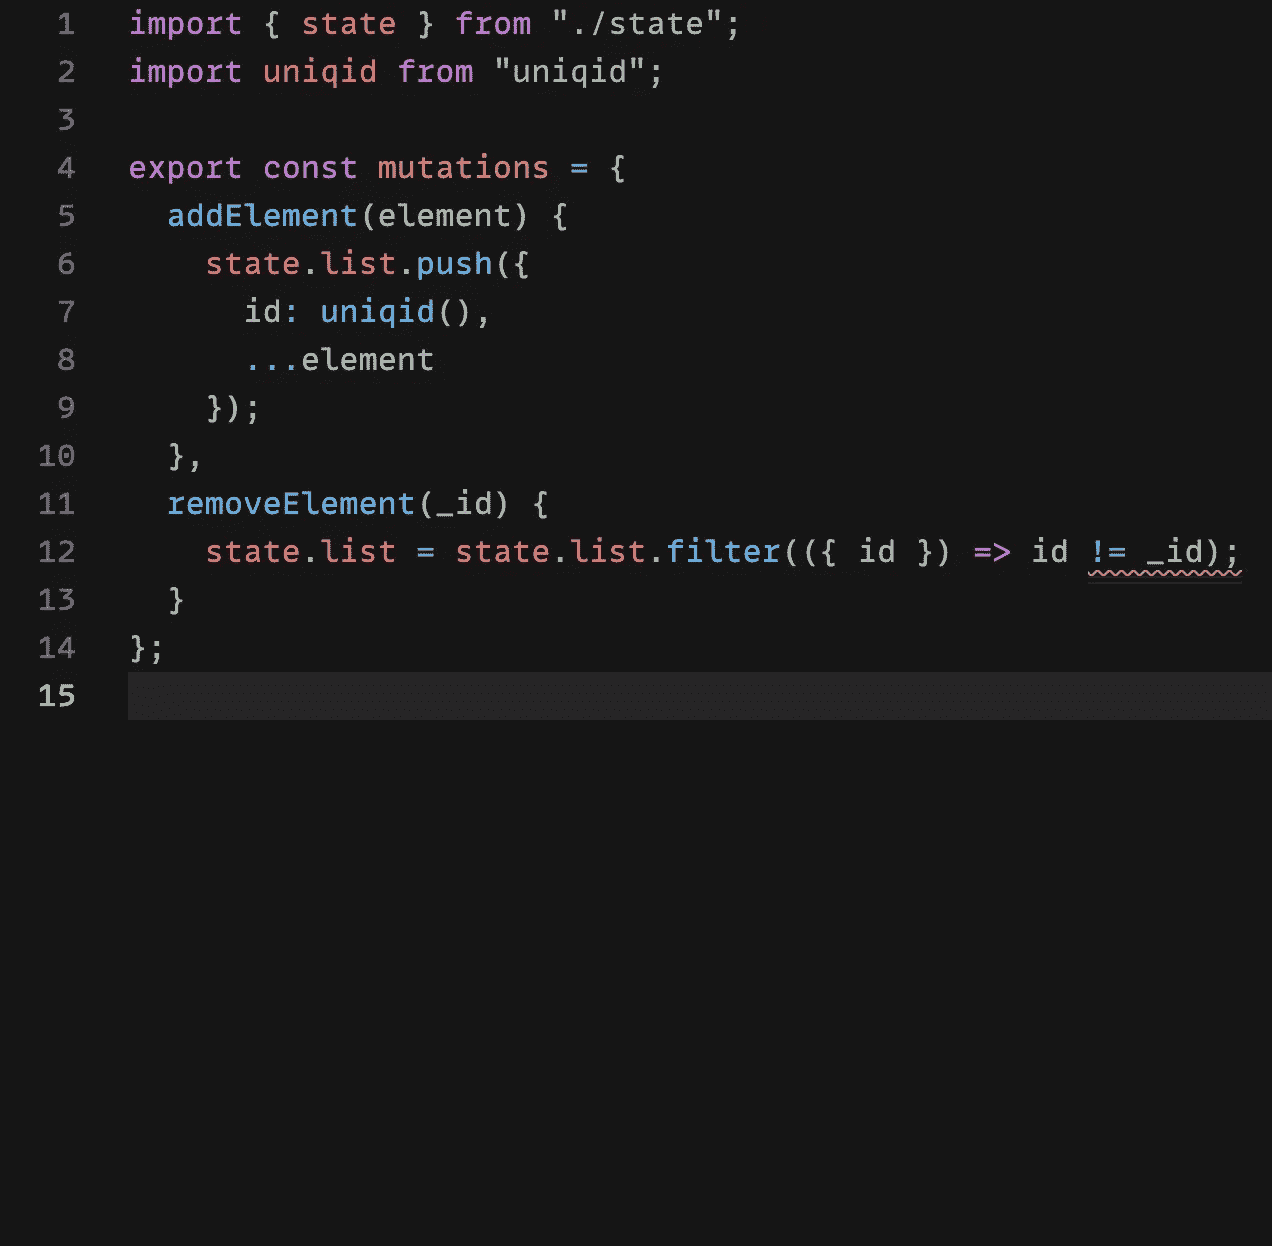 1 import { state } from "./state";
2 import uniqid from "uniqid";
3
4 export const mutations = {
5   addElement(element) {
6     state.list.push({
7       id: uniqid(),
8       ...element
9     });
10   },
11   removeElement(_id) {
12     state.list = state.list.filter(({ id }) => id != _id);
13   }
14 };
15